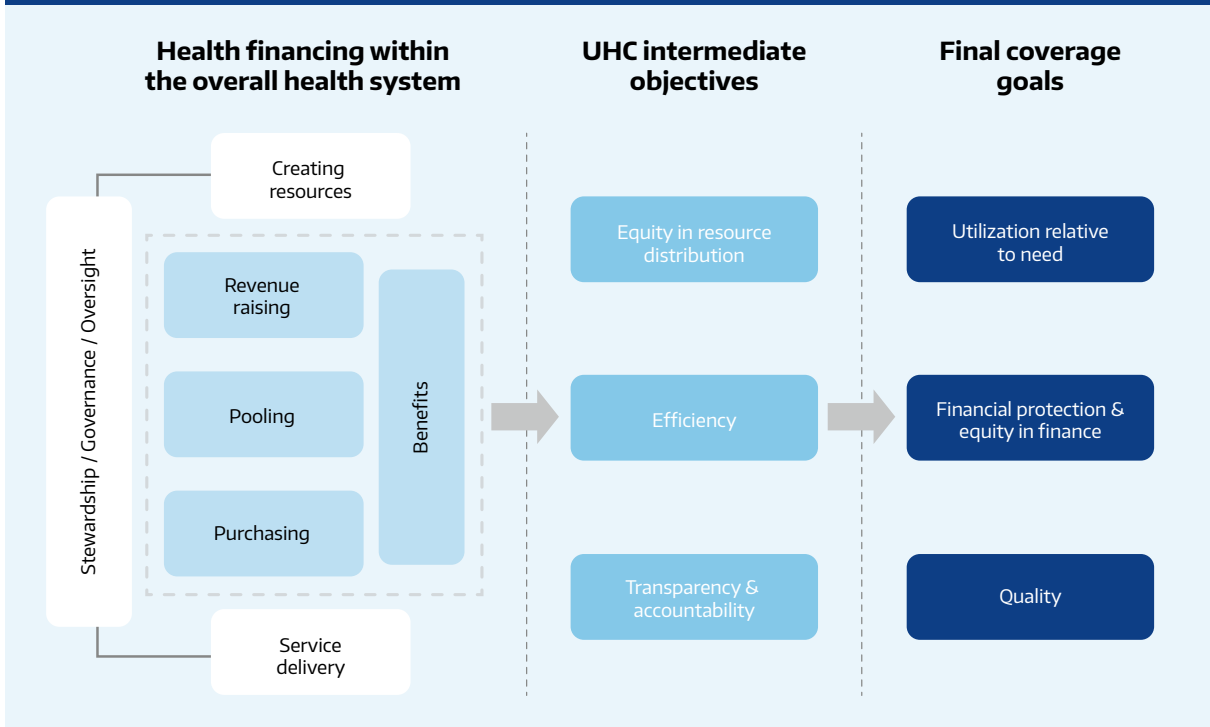 Health financing within
the overall health system
UHC intermediate
objectives
Final coverage
goals
Stewardship / Governance / Oversight
Creating
resources
Revenue
raising
Pooling
Purchasing
Benefits
Service
delivery
Equity in resource
distribution
Efficiency
Transparency &
accountability
Utilization relative
to need
Financial protection &
equity in finance
Quality